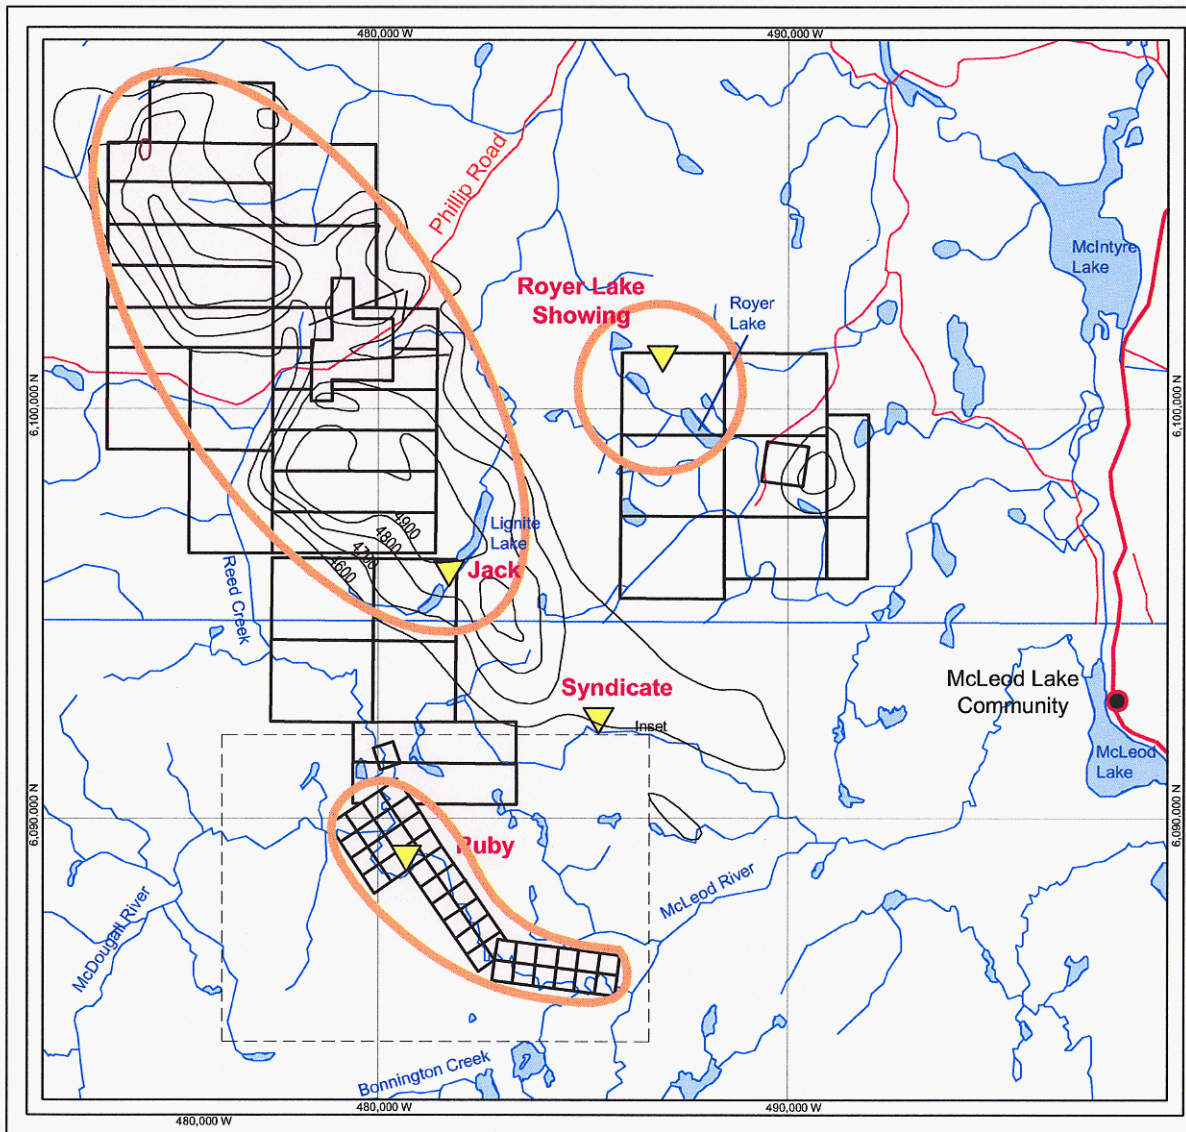 480,000 W
490,000 W
Phillip Road
McIntyre
Lake
Royer Lake
Showing
Royer
Lake
6,100,000 N
6,100,000 N
4900
4800
4700
4600
Lignite
Lake
Jack
Reed Creek
Syndicate
Inset
McLeod Lake
Community
McLeod
Lake
6,090,000 N
6,090,000 N
Ruby
McLeod River
McDougall River
Bonnington Creek
480,000 W
490,000 W
480,000 W